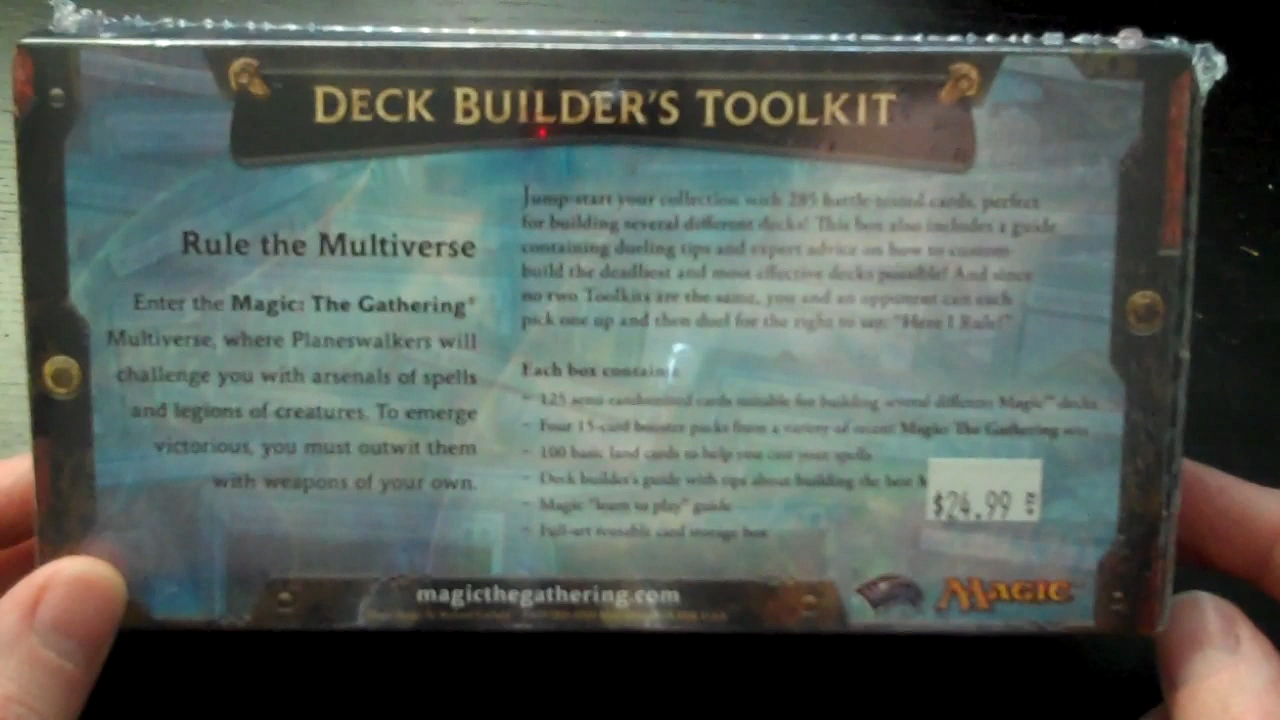 DECK BUILDER'S TOOLKIT
Rule the Multiverse
Enter the Magic: The Gathering®
Multiverse, where Planeswalkers will
challenge you with arsenals of spells
and legions of creatures. To emerge
victorious, you must outwit them
with weapons of your own.
Jump-start your collection with 285 battle-tested cards, perfect
for building several different decks! This box also includes a guide
containing dueling tips and expert advice on how to custom
build the deadliest and most effective decks possible! And since
no two Toolkits are the same, you and an opponent can each
pick one up and then duel for the right to say, "Here I Rule!"
Each box contains
- 125 semi-randomized cards suitable for building several different Magic™ decks
- Four 15-card booster packs from a variety of recent Magic: The Gathering sets
- 100 basic land cards to help you cast your spells
- Deck builder's guide with tips about building the best
- Magic "learn to play" guide
- Full-art reusable card storage box
$24.99
magicthegathering.com
MAGIC